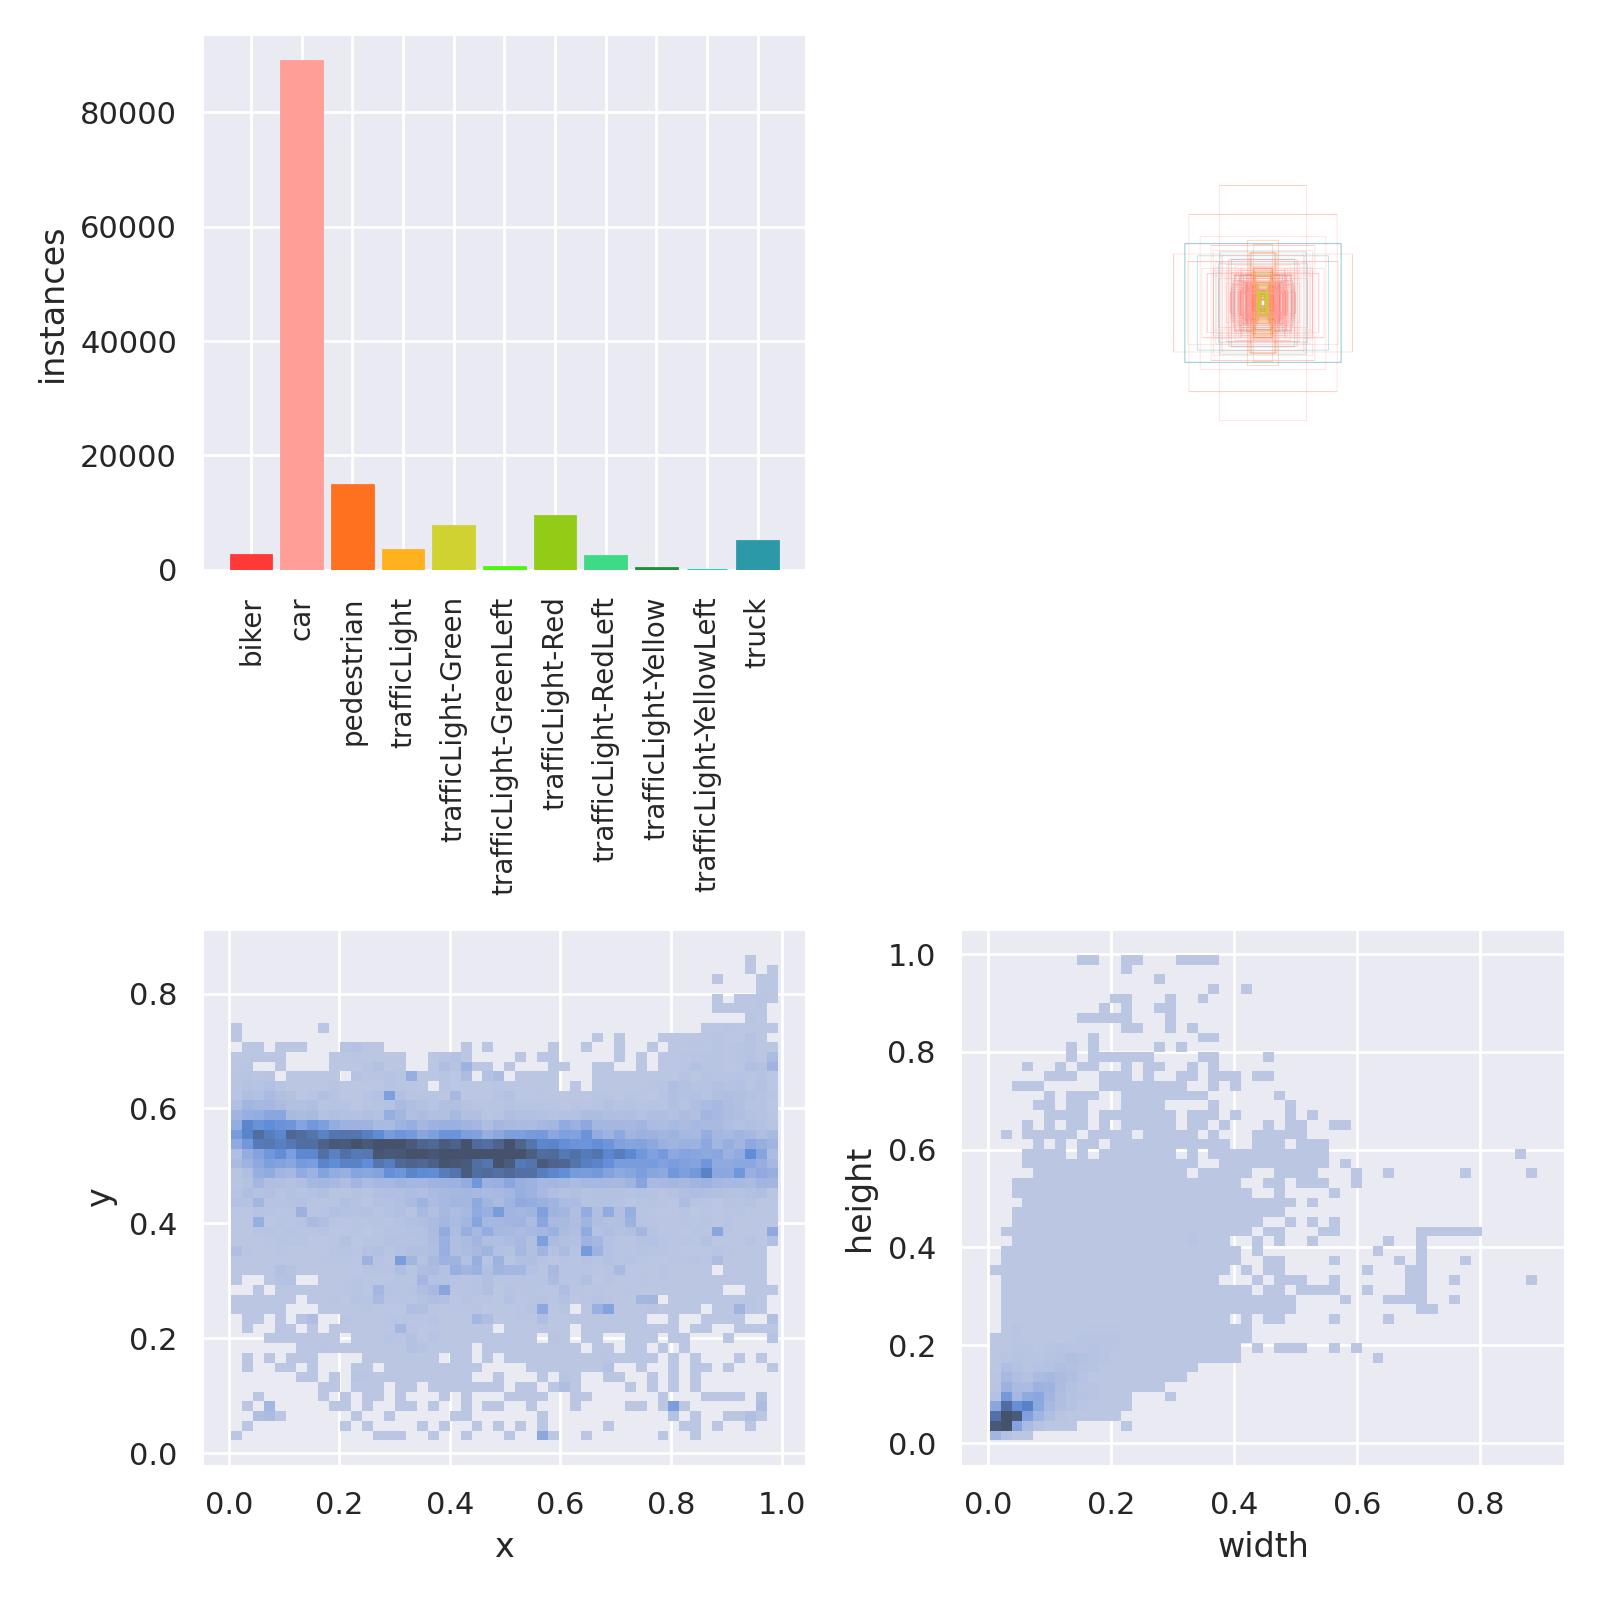 instances
80000
60000
40000
20000
0
biker
car
pedestrian
trafficLight
trafficLight-Green
trafficLight-GreenLeft
trafficLight-Red
trafficLight-RedLeft
trafficLight-Yellow
trafficLight-YellowLeft
truck
y
0.8
0.6
0.4
0.2
0.0
0.0 0.2 0.4 0.6 0.8 1.0
x
height
1.0
0.8
0.6
0.4
0.2
0.0
0.0 0.2 0.4 0.6 0.8
width